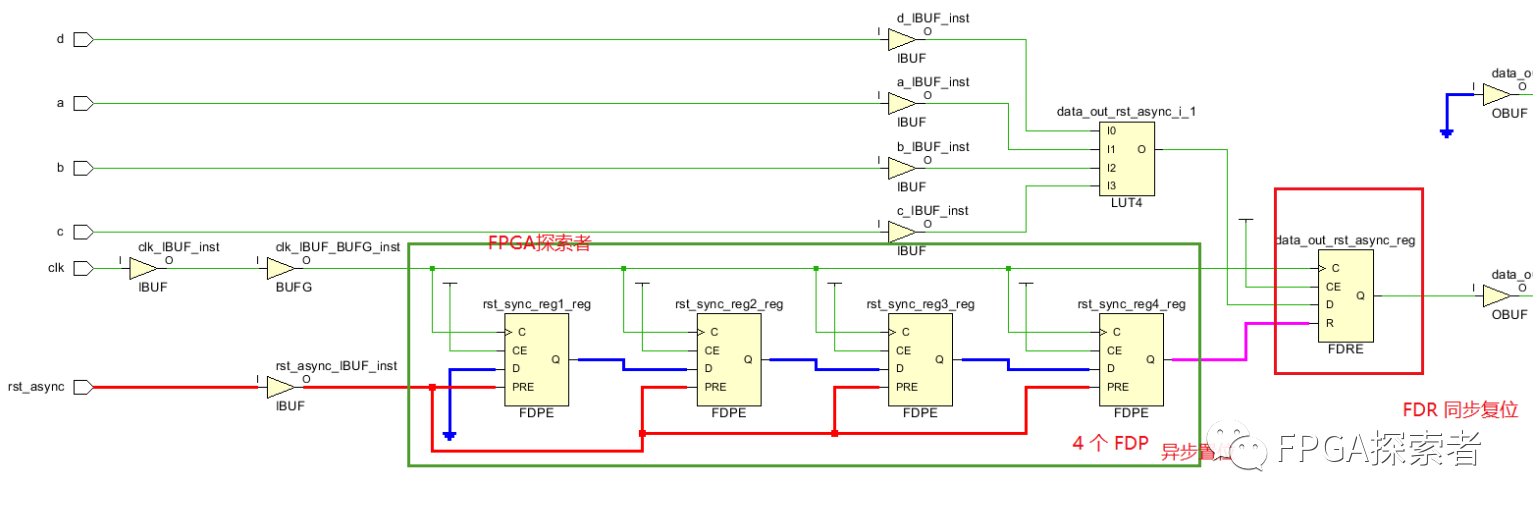 d
I
d_IBUF_inst
O
IBUF
a
I
a_IBUF_inst
O
IBUF
b
I
b_IBUF_inst
O
IBUF
c
I
c_IBUF_inst
O
IBUF
data_out_rst_async_i_1
I0
I1
I2
I3
O
LUT4
I
data_o
O
OBUF
clk
I
clk_IBUF_inst
O
IBUF
I
clk_IBUF_BUFG_inst
O
BUFG
FPGA探索者
rst_async
I
rst_async_IBUF_inst
O
IBUF
rst_sync_reg1_reg
C
CE
D
PRE
Q
FDPE
rst_sync_reg2_reg
C
CE
D
PRE
Q
FDPE
rst_sync_reg3_reg
C
CE
D
PRE
Q
FDPE
rst_sync_reg4_reg
C
CE
D
PRE
Q
FDPE
data_out_rst_async_reg
C
CE
D
R
Q
FDRE
I
data_o
O
OBUF
FDR 同步复位
4 个 FDP
异步置
FPGA探索者